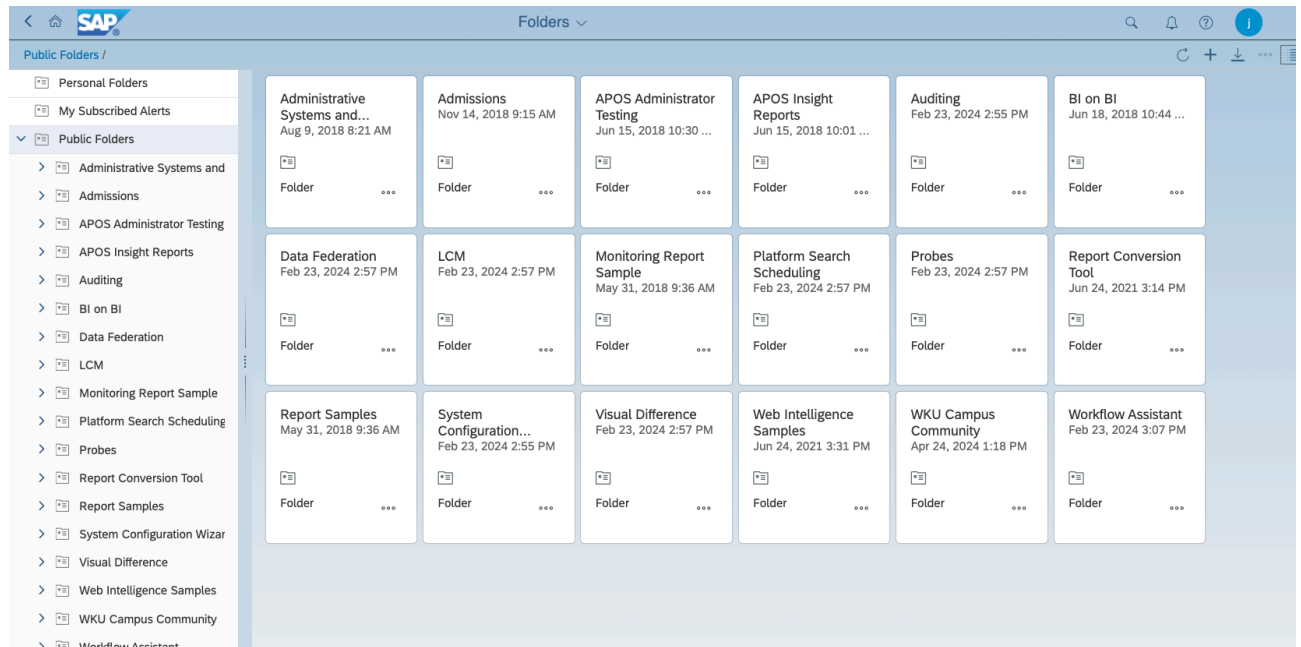 SAP
Folders
j
Public Folders /
Personal Folders
My Subscribed Alerts
Public Folders
Administrative Systems and
Admissions
APOS Administrator Testing
APOS Insight Reports
Auditing
BI on BI
Data Federation
LCM
Monitoring Report Sample
Platform Search Scheduling
Probes
Report Conversion Tool
Report Samples
System Configuration Wizar
Visual Difference
Web Intelligence Samples
WKU Campus Community
Workflow Assistant
Administrative
Systems and...
Aug 9, 2018 8:21 AM
Folder
Admissions
Nov 14, 2018 9:15 AM
Folder
APOS Administrator
Testing
Jun 15, 2018 10:30 ...
Folder
APOS Insight
Reports
Jun 15, 2018 10:01 ...
Folder
Auditing
Feb 23, 2024 2:55 PM
Folder
BI on BI
Jun 18, 2018 10:44 ...
Folder
Data Federation
Feb 23, 2024 2:57 PM
Folder
LCM
Feb 23, 2024 2:57 PM
Folder
Monitoring Report
Sample
May 31, 2018 9:36 AM
Folder
Platform Search
Scheduling
Feb 23, 2024 2:57 PM
Folder
Probes
Feb 23, 2024 2:57 PM
Folder
Report Conversion
Tool
Jun 24, 2021 3:14 PM
Folder
Report Samples
May 31, 2018 9:36 AM
Folder
System
Configuration...
Feb 23, 2024 2:55 PM
Folder
Visual Difference
Feb 23, 2024 2:57 PM
Folder
Web Intelligence
Samples
Jun 24, 2021 3:31 PM
Folder
WKU Campus
Community
Apr 24, 2024 1:18 PM
Folder
Workflow Assistant
Feb 23, 2024 3:07 PM
Folder